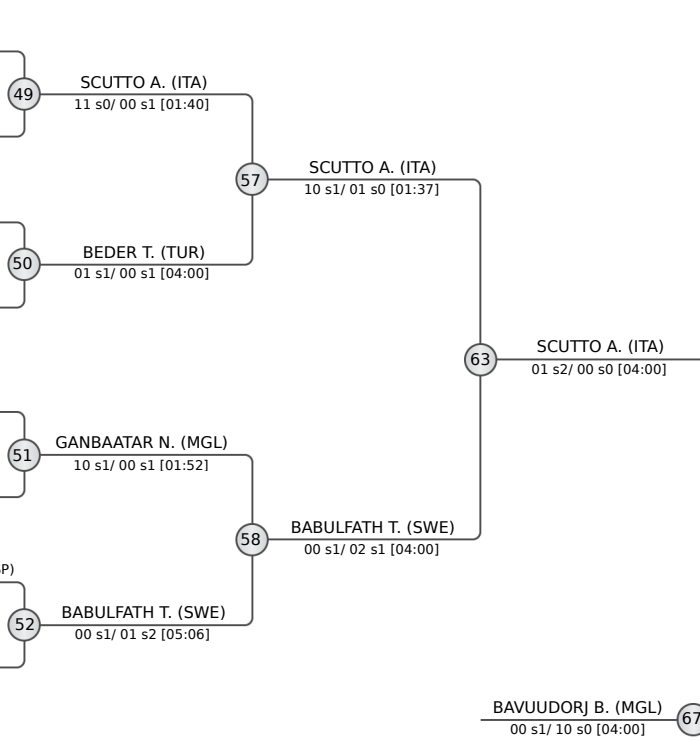 SCUTTO A. (ITA)
49
11 s0/ 00 s1 [01:40]
SCUTTO A. (ITA)
57
10 s1/ 01 s0 [01:37]
BEDER T. (TUR)
50
01 s1/ 00 s1 [04:00]
SCUTTO A. (ITA)
63
01 s2/ 00 s0 [04:00]
GANBAATAR N. (MGL)
51
10 s1/ 00 s1 [01:52]
BABULFATH T. (SWE)
58
00 s1/ 02 s1 [04:00]
P)
BABULFATH T. (SWE)
52
00 s1/ 01 s2 [05:06]
BAVUUDORJ B. (MGL)
67
00 s1/ 10 s0 [04:00]